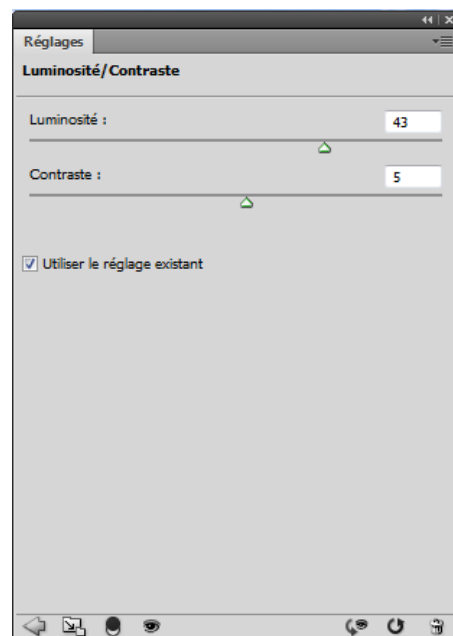 Réglages
Luminosité/Contraste
Luminosité :
43
Contraste :
5
Utiliser le réglage existant